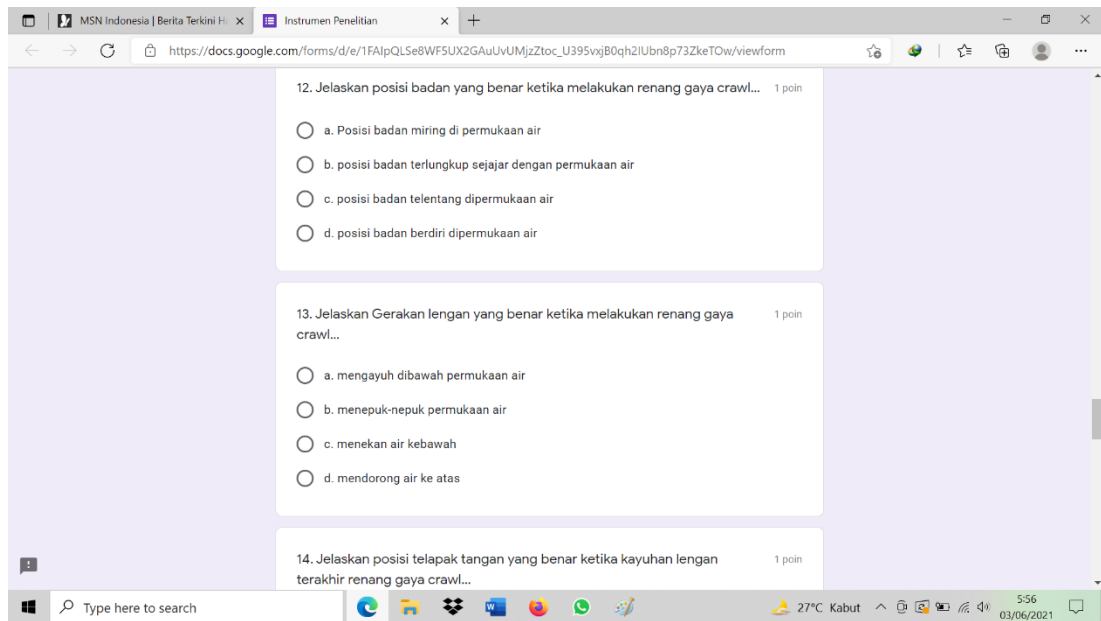 MSN Indonesia | Berita Terkini Ha
Instrumen Penelitian
https://docs.google.com/forms/d/e/1FAIpQLSe8WF5UX2GAuUvUMjzZtoc_U395vxjB0qh2IUbn8p73ZkeTOw/viewform
12. Jelaskan posisi badan yang benar ketika melakukan renang gaya crawl... 1 poin
a. Posisi badan miring di permukaan air
b. posisi badan terlungkup sejajar dengan permukaan air
c. posisi badan telentang dipermukaan air
d. posisi badan berdiri dipermukaan air
13. Jelaskan Gerakan lengan yang benar ketika melakukan renang gaya 1 poin
crawl...
a. mengayuh dibawah permukaan air
b. menepuk-nepuk permukaan air
c. menekan air kebawah
d. mendorong air ke atas
14. Jelaskan posisi telapak tangan yang benar ketika kayuhan lengan 1 poin
terakhir renang gaya crawl...
Type here to search
27°C Kabut
5:56
03/06/2021